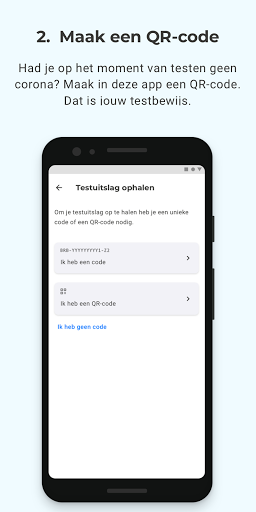 2. Maak een QR-code
Had je op het moment van testen geen
corona? Maak in deze app een QR-code.
Dat is jouw testbewijs.
Testuitslag ophalen
Om je testuitslag op te halen heb je een unieke
code of een QR-code nodig.
BRB-YYYYYYYYY1-Z2
Ik heb een code
Ik heb een QR-code
Ik heb geen code